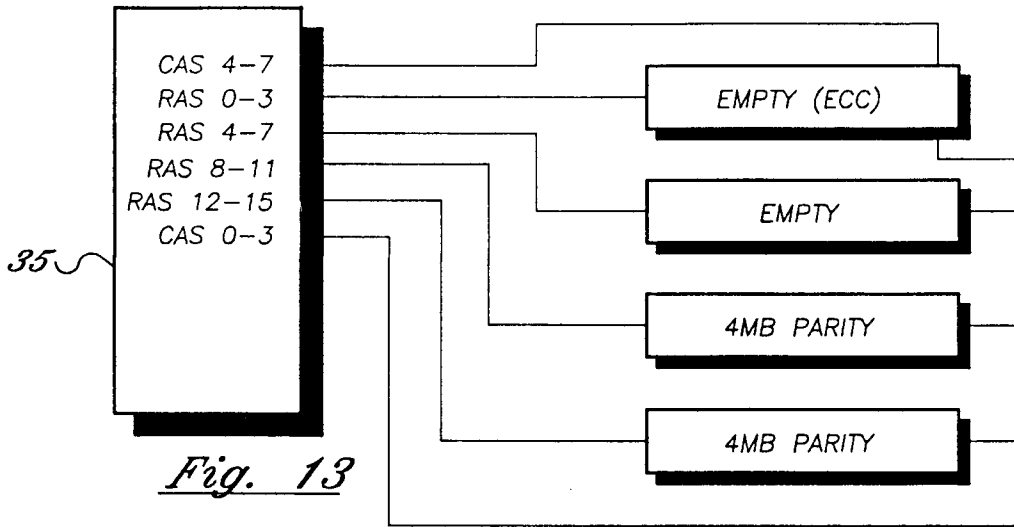 CAS 4-7
RAS 0-3
RAS 4-7
RAS 8-11
RAS 12-15
CAS 0-3
35
EMPTY (ECC)
EMPTY
4MB PARITY
4MB PARITY
Fig. 13